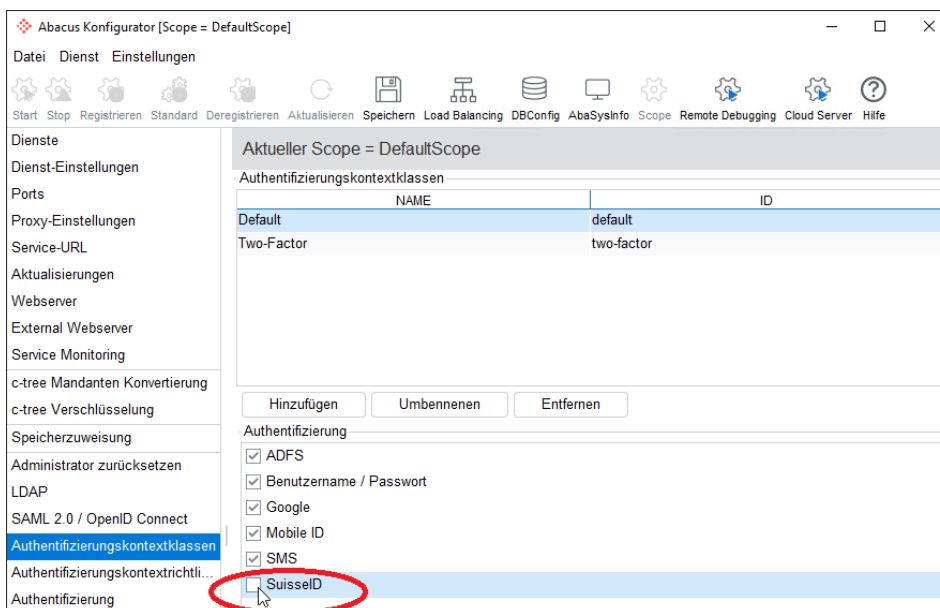 Abacus Konfigurator [Scope = DefaultScope]
Datei Dienst Einstellungen
Start Stop Registrieren Standard Deregistrieren Aktualisieren Speichern Load Balancing DBConfig AbaSysInfo Scope Remote Debugging Cloud Server Hilfe
Dienste
Dienst-Einstellungen
Ports
Proxy-Einstellungen
Service-URL
Aktualisierungen
Webserver
External Webserver
Service Monitoring
c-tree Mandanten Konvertierung
c-tree Verschlüsselung
Speicherzuweisung
Administrator zurücksetzen
LDAP
SAML 2.0 / OpenID Connect
Authentifizierungskontextklassen
Authentifizierungskontextrichtli...
Authentifizierung
Aktueller Scope = DefaultScope
Authentifizierungskontextklassen
NAME ID
Default default
Two-Factor two-factor
Hinzufügen Umbennenen Entfernen
Authentifizierung
ADFS
Benutzername / Passwort
Google
Mobile ID
SMS
SuisseID